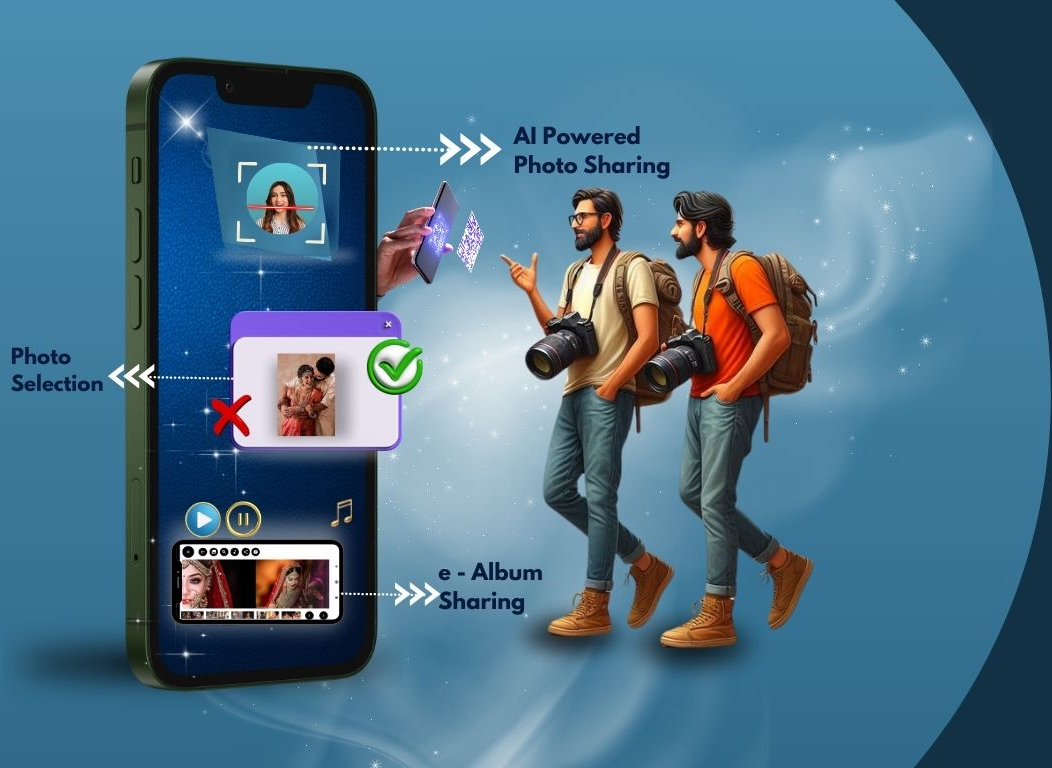 AI Powered
Photo Sharing
Photo
Selection
e - Album
Sharing